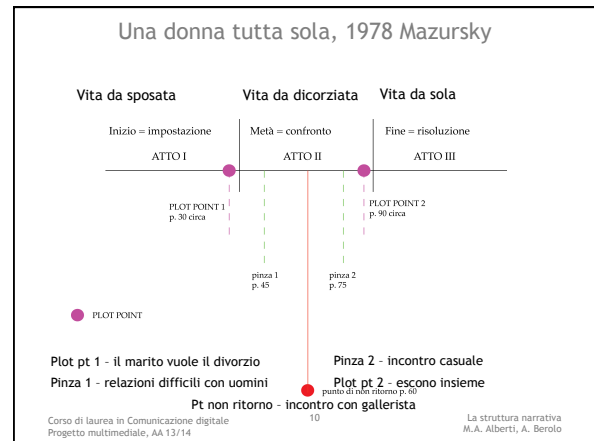 Una donna tutta sola, 1978 Mazursky
Vita da sposata
Vita da dicorziata
Vita da sola
Inizio = impostazione
Metà = confronto
Fine = risoluzione
ATTO I
ATTO II
ATTO III
PLOT POINT 1
p. 30 circa
PLOT POINT 2
p. 90 circa
pinza 1
p. 45
pinza 2
p. 75
PLOT POINT
Plot pt 1 – il marito vuole il divorzio
Pinza 2 – incontro casuale
Pinza 1 – relazioni difficili con uomini
Plot pt 2 – escono insieme
punto di non ritorno p. 60
Pt non ritorno – incontro con gallerista
Corso di laurea in Comunicazione digitale
Progetto multimediale, AA 13/14
10
La struttura narrativa
M.A. Alberti, A. Berolo